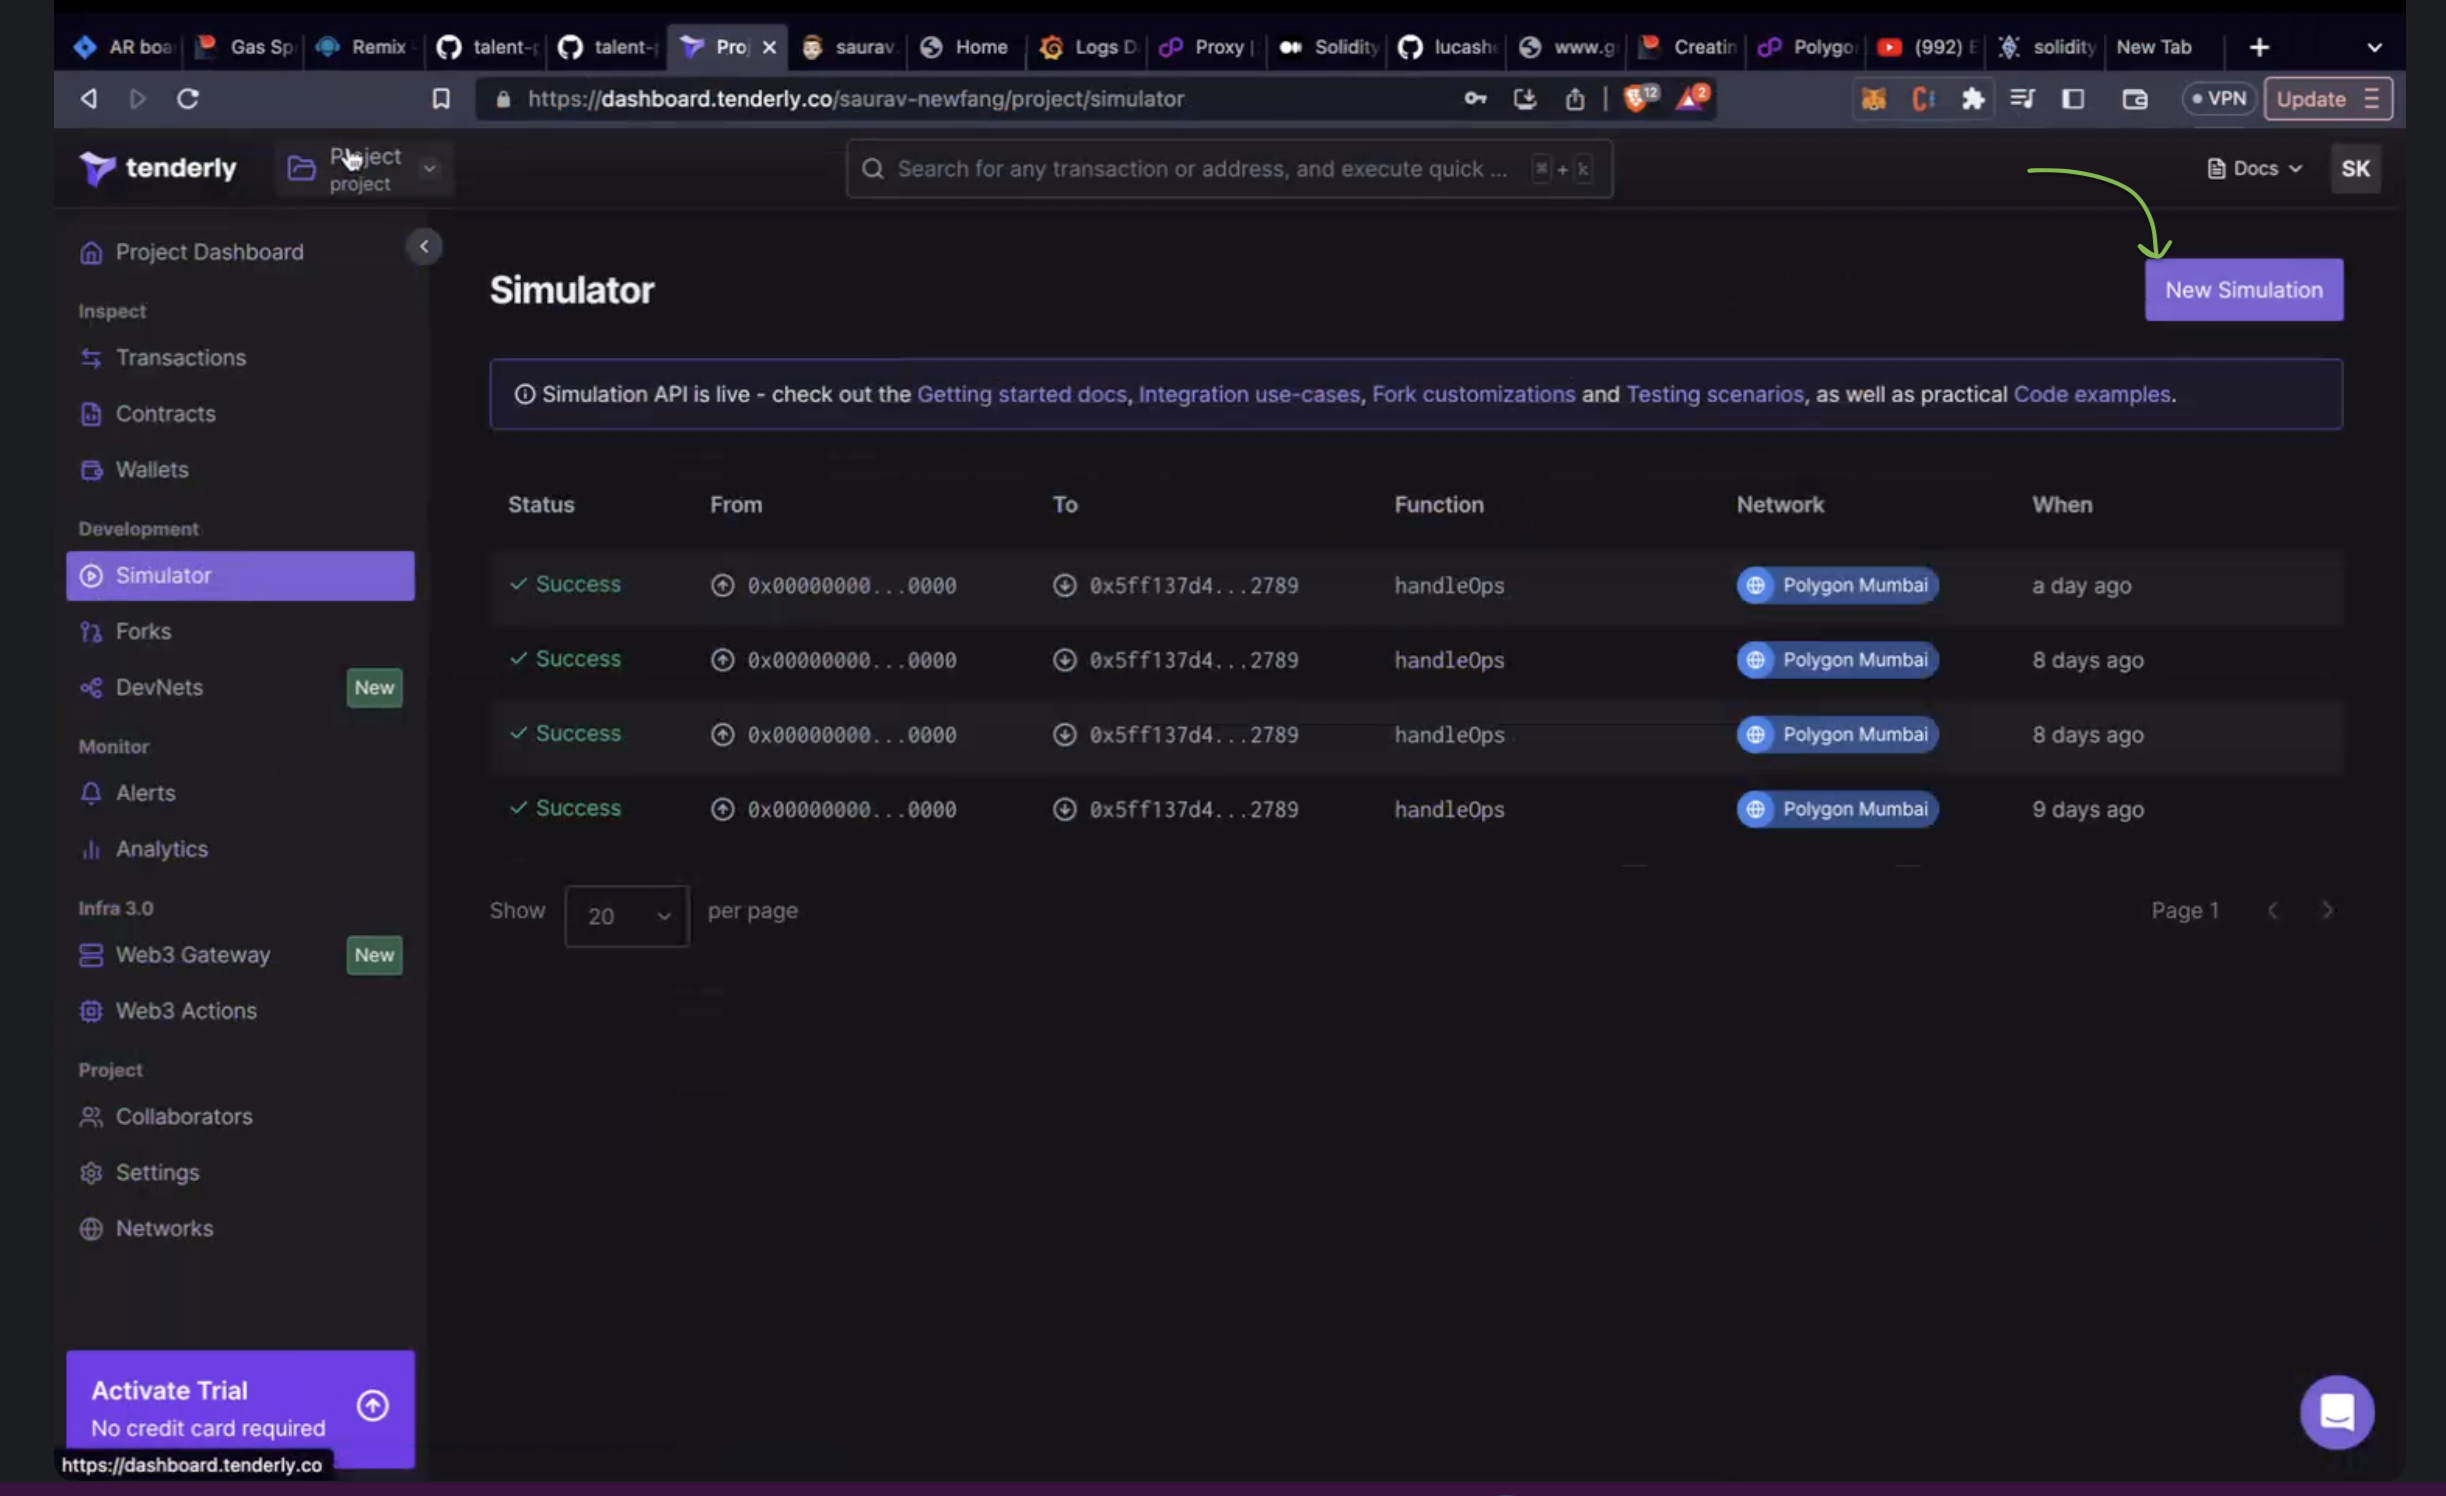 AR boa
Gas Sp
Remix
talent-
talent-
Proj
saurav
Home
Logs D
Proxy |
Solidity
lucash
www.g
Creatin
Polygo
(992) E
solidity
New Tab
https://dashboard.tenderly.co/saurav-newfang/project/simulator
12
2
VPN
Update
tenderly
Project
project
Search for any transaction or address, and execute quick ...
⌘ + k
Docs
SK
Project Dashboard
Inspect
Transactions
Contracts
Wallets
Development
Simulator
Forks
DevNets
New
Monitor
Alerts
Analytics
Infra 3.0
Web3 Gateway
New
Web3 Actions
Project
Collaborators
Settings
Networks
Activate Trial
No credit card required
https://dashboard.tenderly.co
Simulator
New Simulation
Simulation API is live - check out the Getting started docs, Integration use-cases, Fork customizations and Testing scenarios, as well as practical Code examples.
Status From To Function Network When
Success 0x00000000...0000 0x5ff137d4...2789 handleOps Polygon Mumbai a day ago
Success 0x00000000...0000 0x5ff137d4...2789 handleOps Polygon Mumbai 8 days ago
Success 0x00000000...0000 0x5ff137d4...2789 handleOps Polygon Mumbai 8 days ago
Success 0x00000000...0000 0x5ff137d4...2789 handleOps Polygon Mumbai 9 days ago
Show 20 per page
Page 1